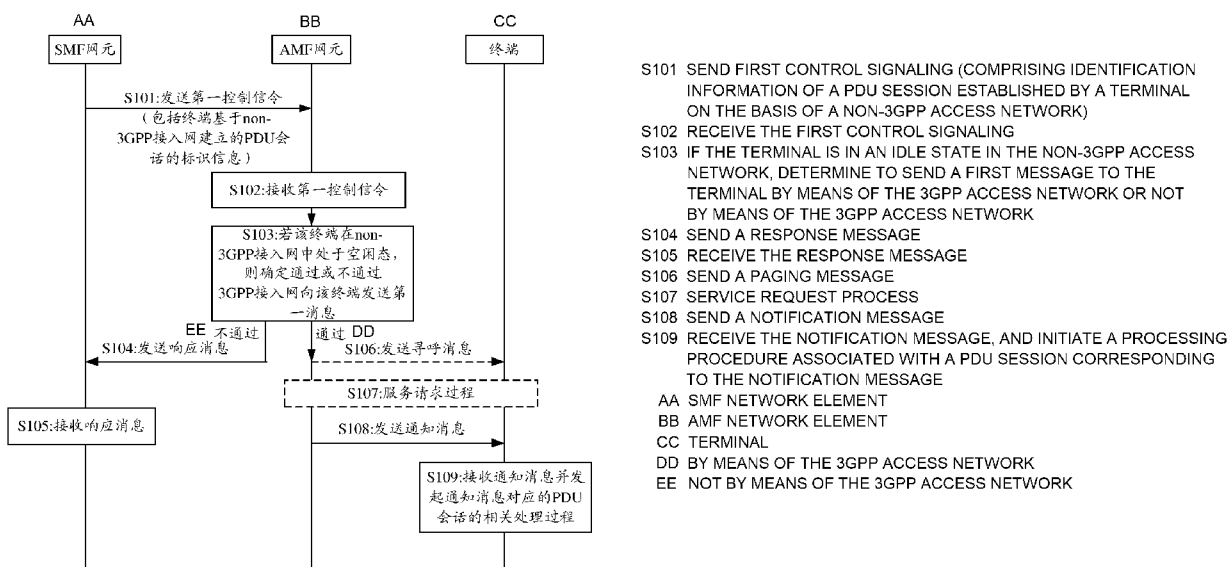 AA
BB
CC
SMF网元
AMF网元
终端
S101:发送第一控制信令
(包括终端基于non-
3GPP接入网建立的PDU会
话的标识信息)
S102:接收第一控制信令
S103:若该终端在non-
3GPP接入网中处于空闲态,
则确定通过或不通过
3GPP接入网向该终端发送第
一消息
EE 不通过
通过 DD
S104:发送响应消息
S106:发送寻呼消息
S107:服务请求过程
S105:接收响应消息
S108:发送通知消息
S109:接收通知消息并发
起通知消息对应的PDU
会话的相关处理过程
S101 SEND FIRST CONTROL SIGNALING (COMPRISING IDENTIFICATION
INFORMATION OF A PDU SESSION ESTABLISHED BY A TERMINAL
ON THE BASIS OF A NON-3GPP ACCESS NETWORK)
S102 RECEIVE THE FIRST CONTROL SIGNALING
S103 IF THE TERMINAL IS IN AN IDLE STATE IN THE NON-3GPP ACCESS
NETWORK, DETERMINE TO SEND A FIRST MESSAGE TO THE
TERMINAL BY MEANS OF THE 3GPP ACCESS NETWORK OR NOT
BY MEANS OF THE 3GPP ACCESS NETWORK
S104 SEND A RESPONSE MESSAGE
S105 RECEIVE THE RESPONSE MESSAGE
S106 SEND A PAGING MESSAGE
S107 SERVICE REQUEST PROCESS
S108 SEND A NOTIFICATION MESSAGE
S109 RECEIVE THE NOTIFICATION MESSAGE, AND INITIATE A PROCESSING
PROCEDURE ASSOCIATED WITH A PDU SESSION CORRESPONDING
TO THE NOTIFICATION MESSAGE
AA SMF NETWORK ELEMENT
BB AMF NETWORK ELEMENT
CC TERMINAL
DD BY MEANS OF THE 3GPP ACCESS NETWORK
EE NOT BY MEANS OF THE 3GPP ACCESS NETWORK